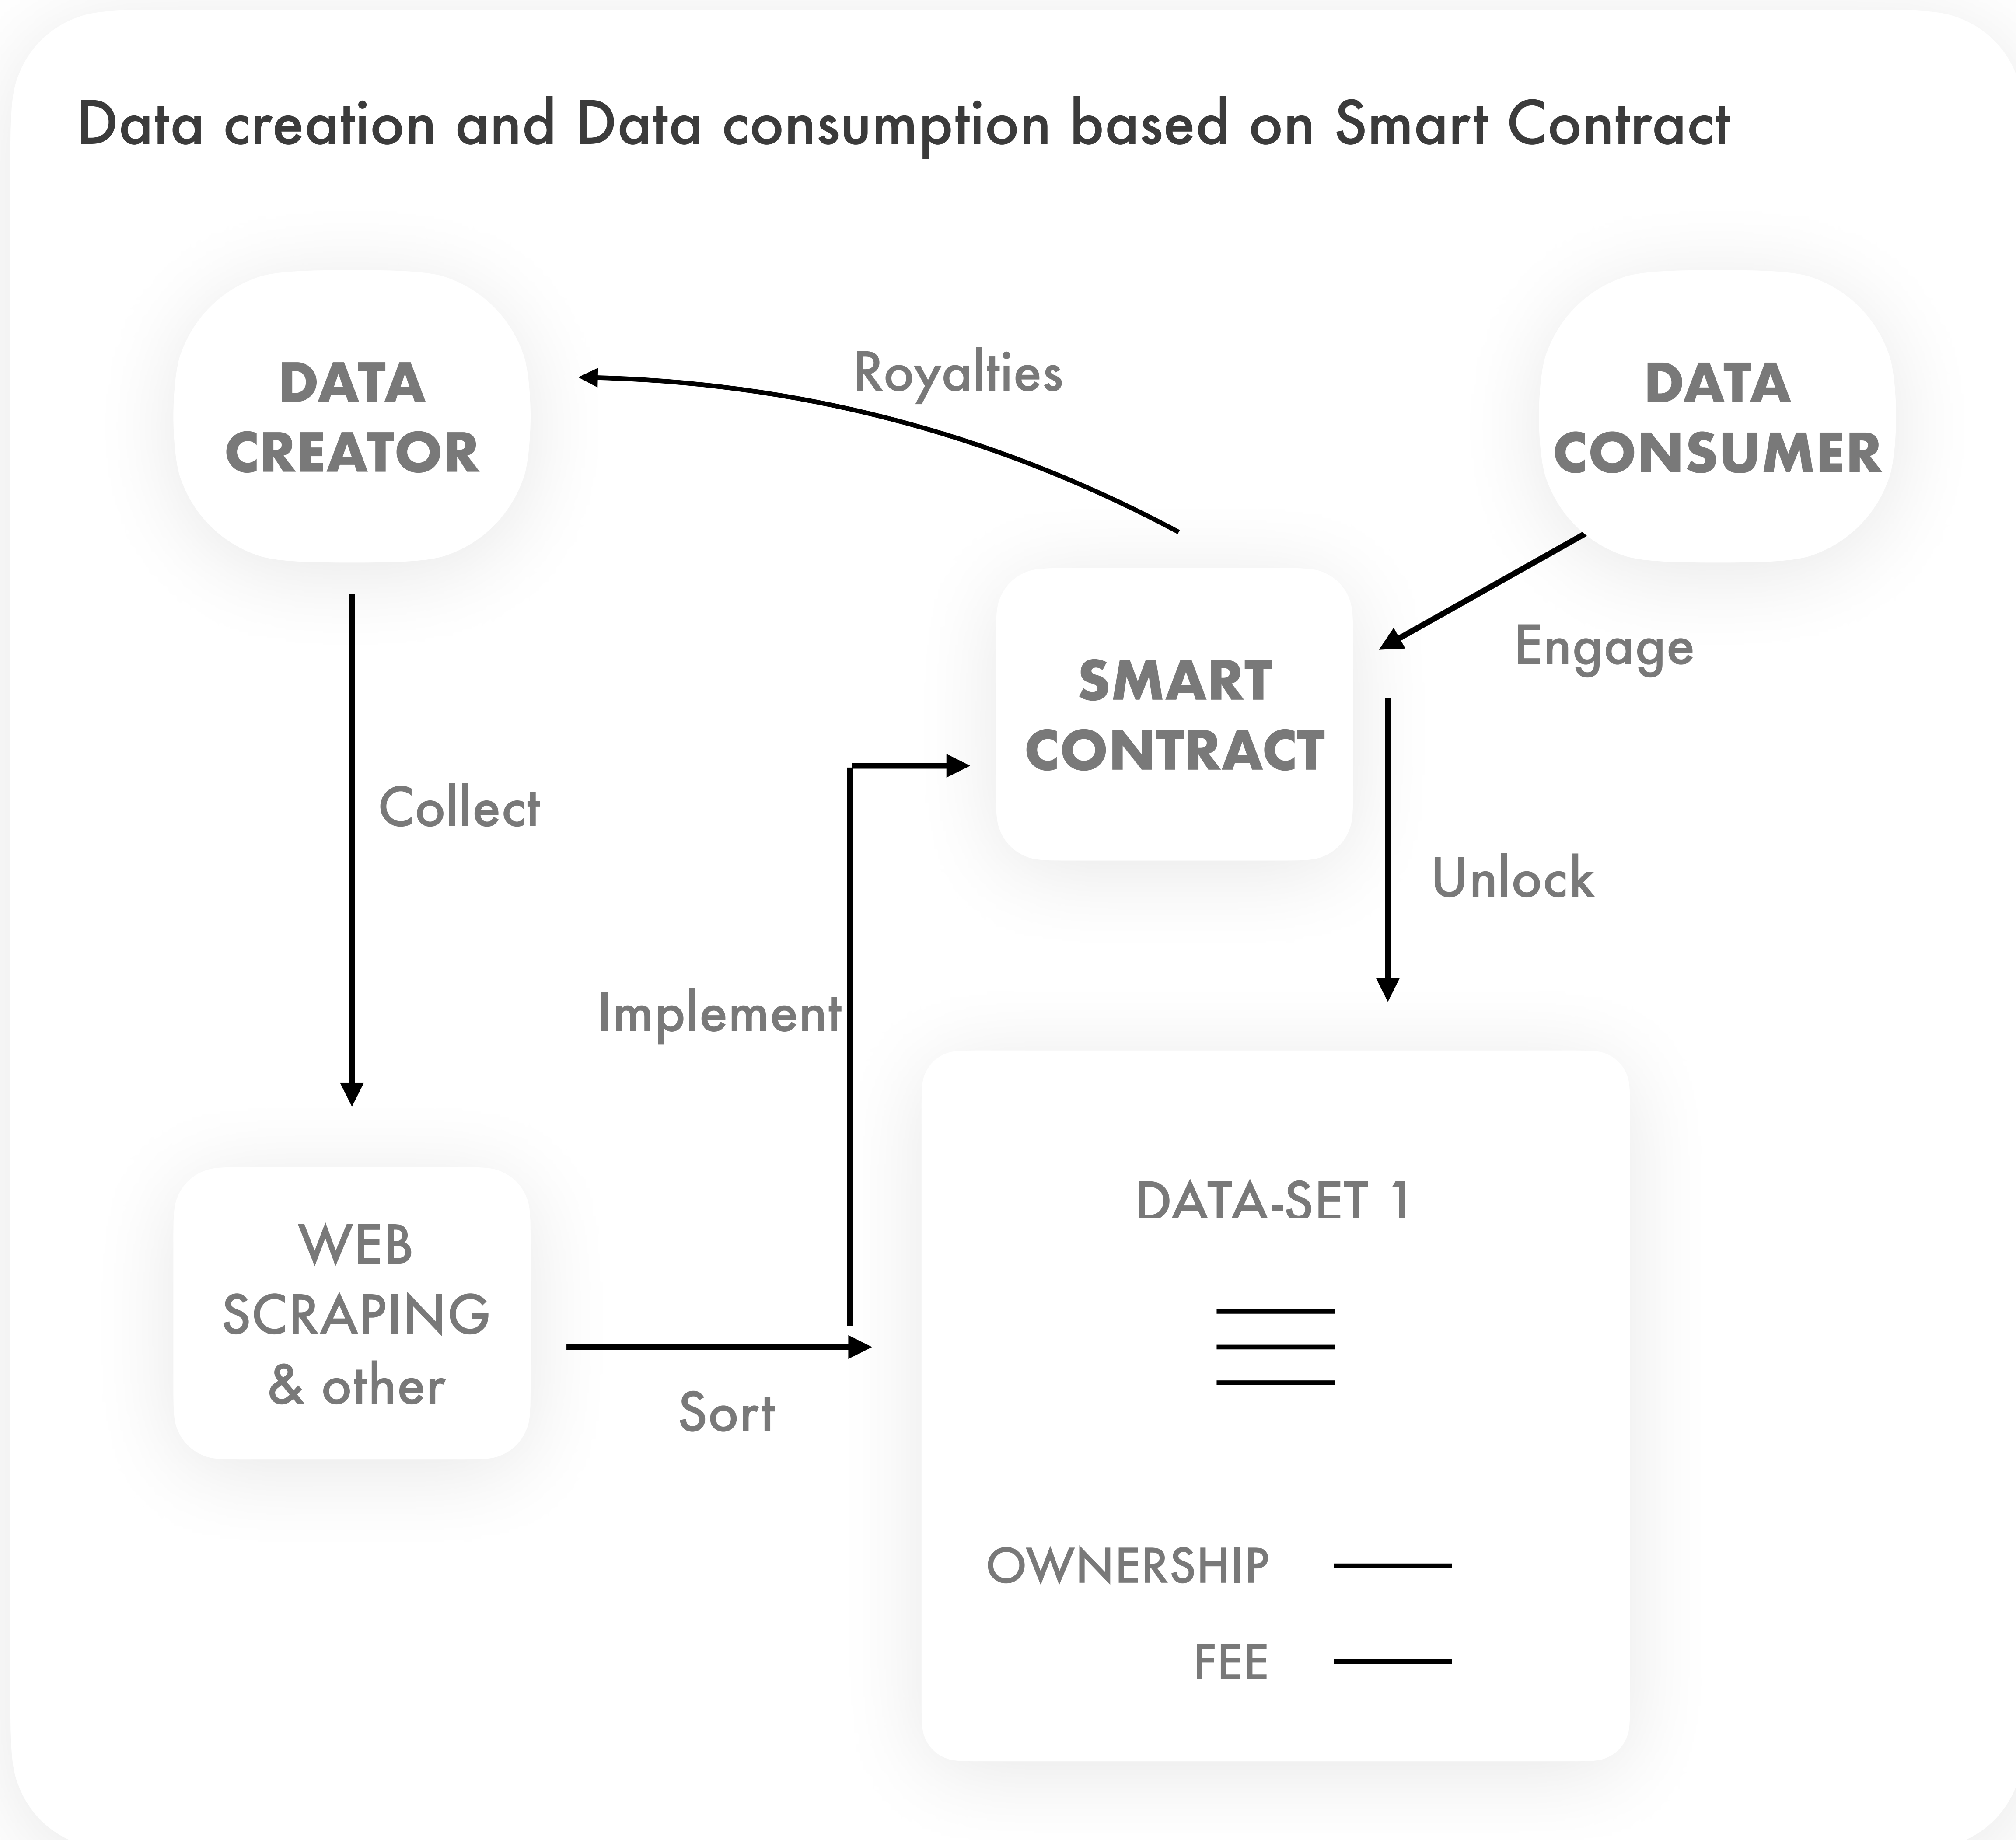 Data creation and Data consumption based on Smart Contract
DATA
CREATOR
Royalties
DATA
CONSUMER
Engage
SMART
CONTRACT
Collect
Unlock
Implement
DATA-SET 1
WEB
SCRAPING
& other
Sort
OWNERSHIP
FEE